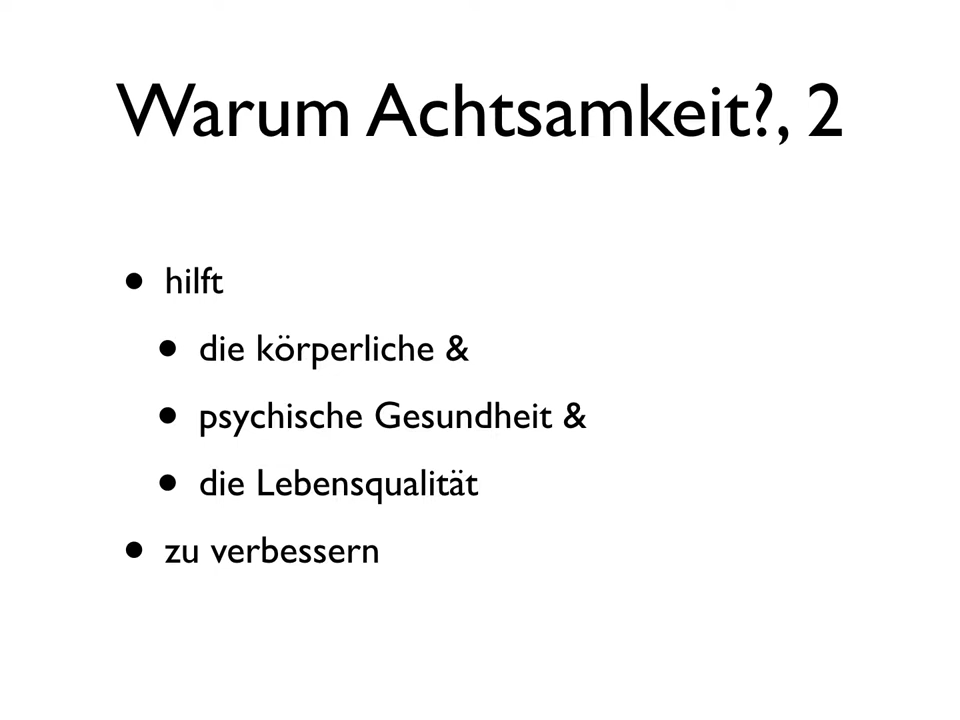 Warum Achtsamkeit?, 2
• hilft
• die körperliche &
• psychische Gesundheit &
• die Lebensqualität
• zu verbessern